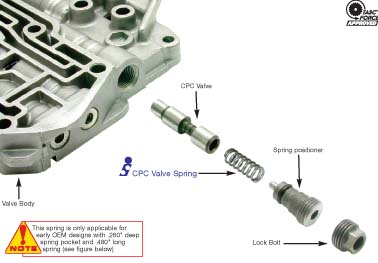 "TASC"
FORCE
APPROVED
CPC Valve
CPC Valve Spring
Spring positioner
Valve Body
Lock Bolt
NOTE
This spring is only applicable for
early OEM designs with .260" deep
spring pocket and .480" long
spring (see figure below)